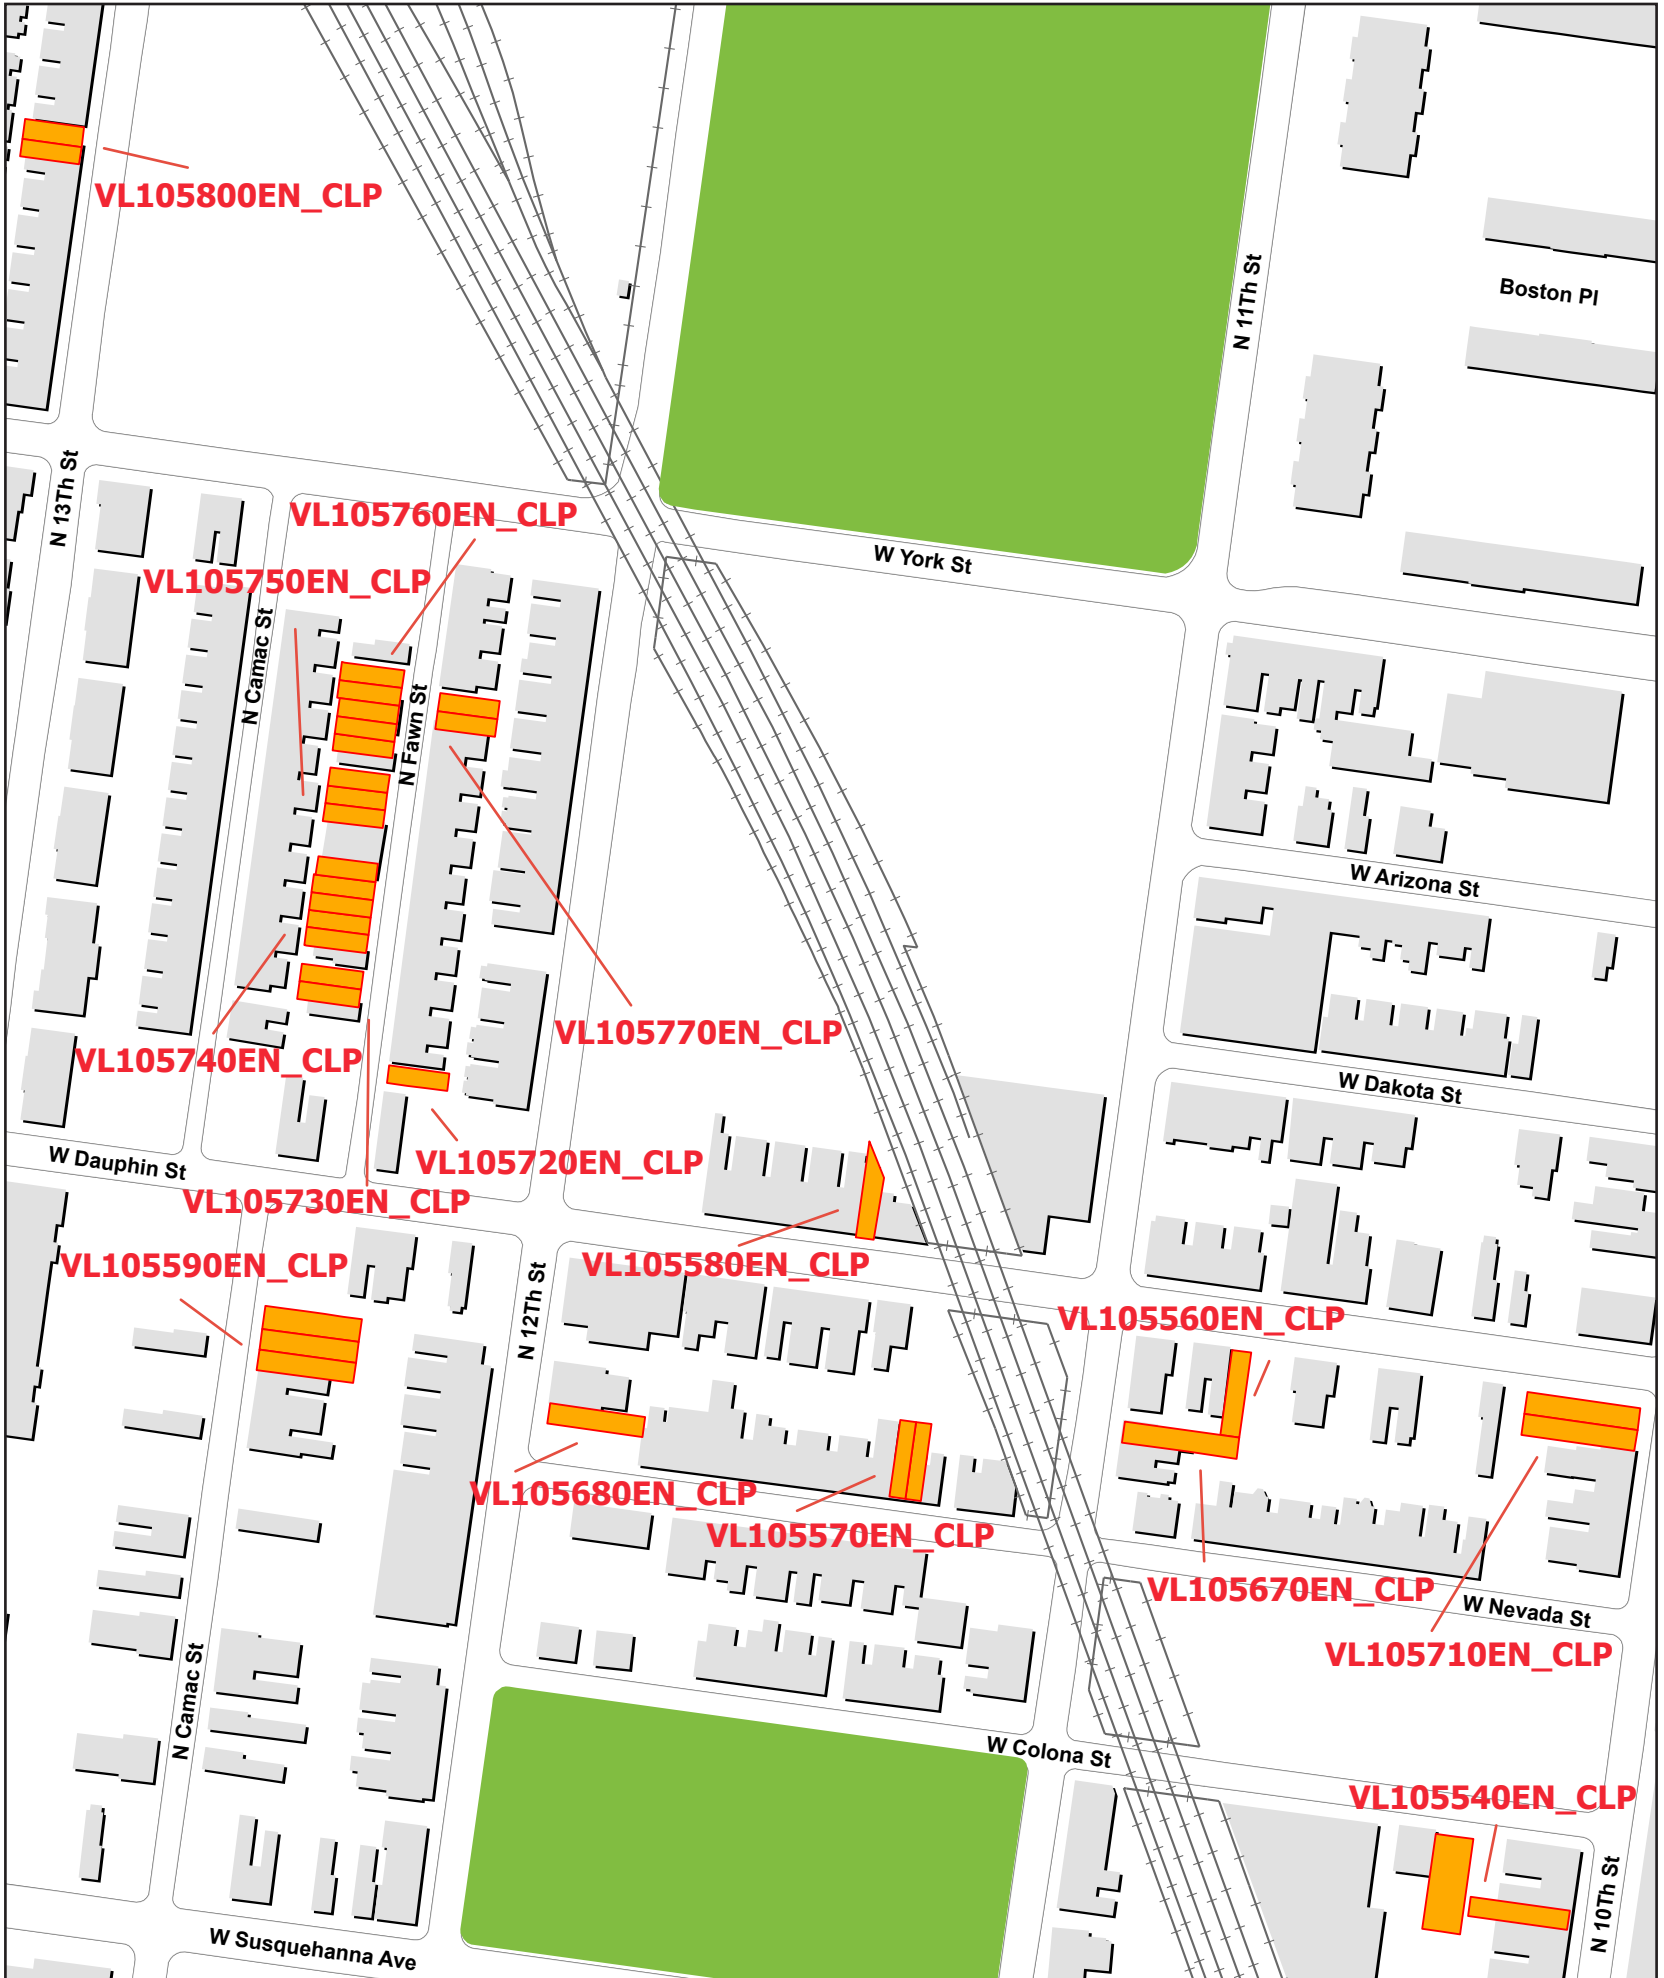 VL105800EN_CLP
N 11Th St
Boston Pl
N 13Th St
VL105760EN_CLP
W York St
VL105750EN_CLP
N Camac St
N Fawn St
W Arizona St
VL105770EN_CLP
VL105740EN_CLP
W Dakota St
W Dauphin St
VL105720EN_CLP
VL105730EN_CLP
VL105590EN_CLP
VL105580EN_CLP
N 12Th St
VL105560EN_CLP
VL105680EN_CLP
VL105570EN_CLP
VL105670EN_CLP
W Nevada St
VL105710EN_CLP
N Camac St
W Colona St
VL105540EN_CLP
N 10Th St
W Susquehanna Ave